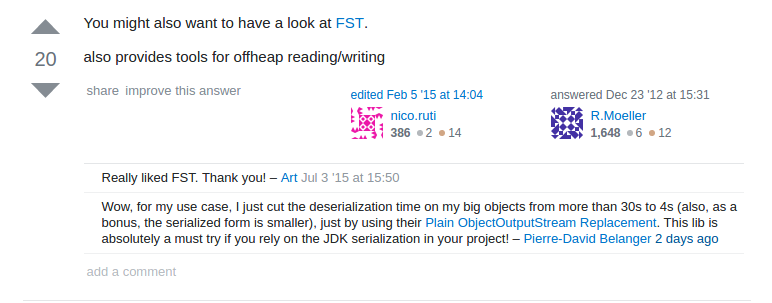 You might also want to have a look at FST.
20
also provides tools for offheap reading/writing
share improve this answer
edited Feb 5 '15 at 14:04
nico.ruti
386 ●2 ●14
answered Dec 23 '12 at 15:31
R.Moeller
1,648 ●6 ●12
Really liked FST. Thank you! – Art Jul 3 '15 at 15:50
Wow, for my use case, I just cut the deserialization time on my big objects from more than 30s to 4s (also, as a
bonus, the serialized form is smaller), just by using their Plain ObjectOutputStream Replacement. This lib is
absolutely a must try if you rely on the JDK serialization in your project! – Pierre-David Belanger 2 days ago
add a comment